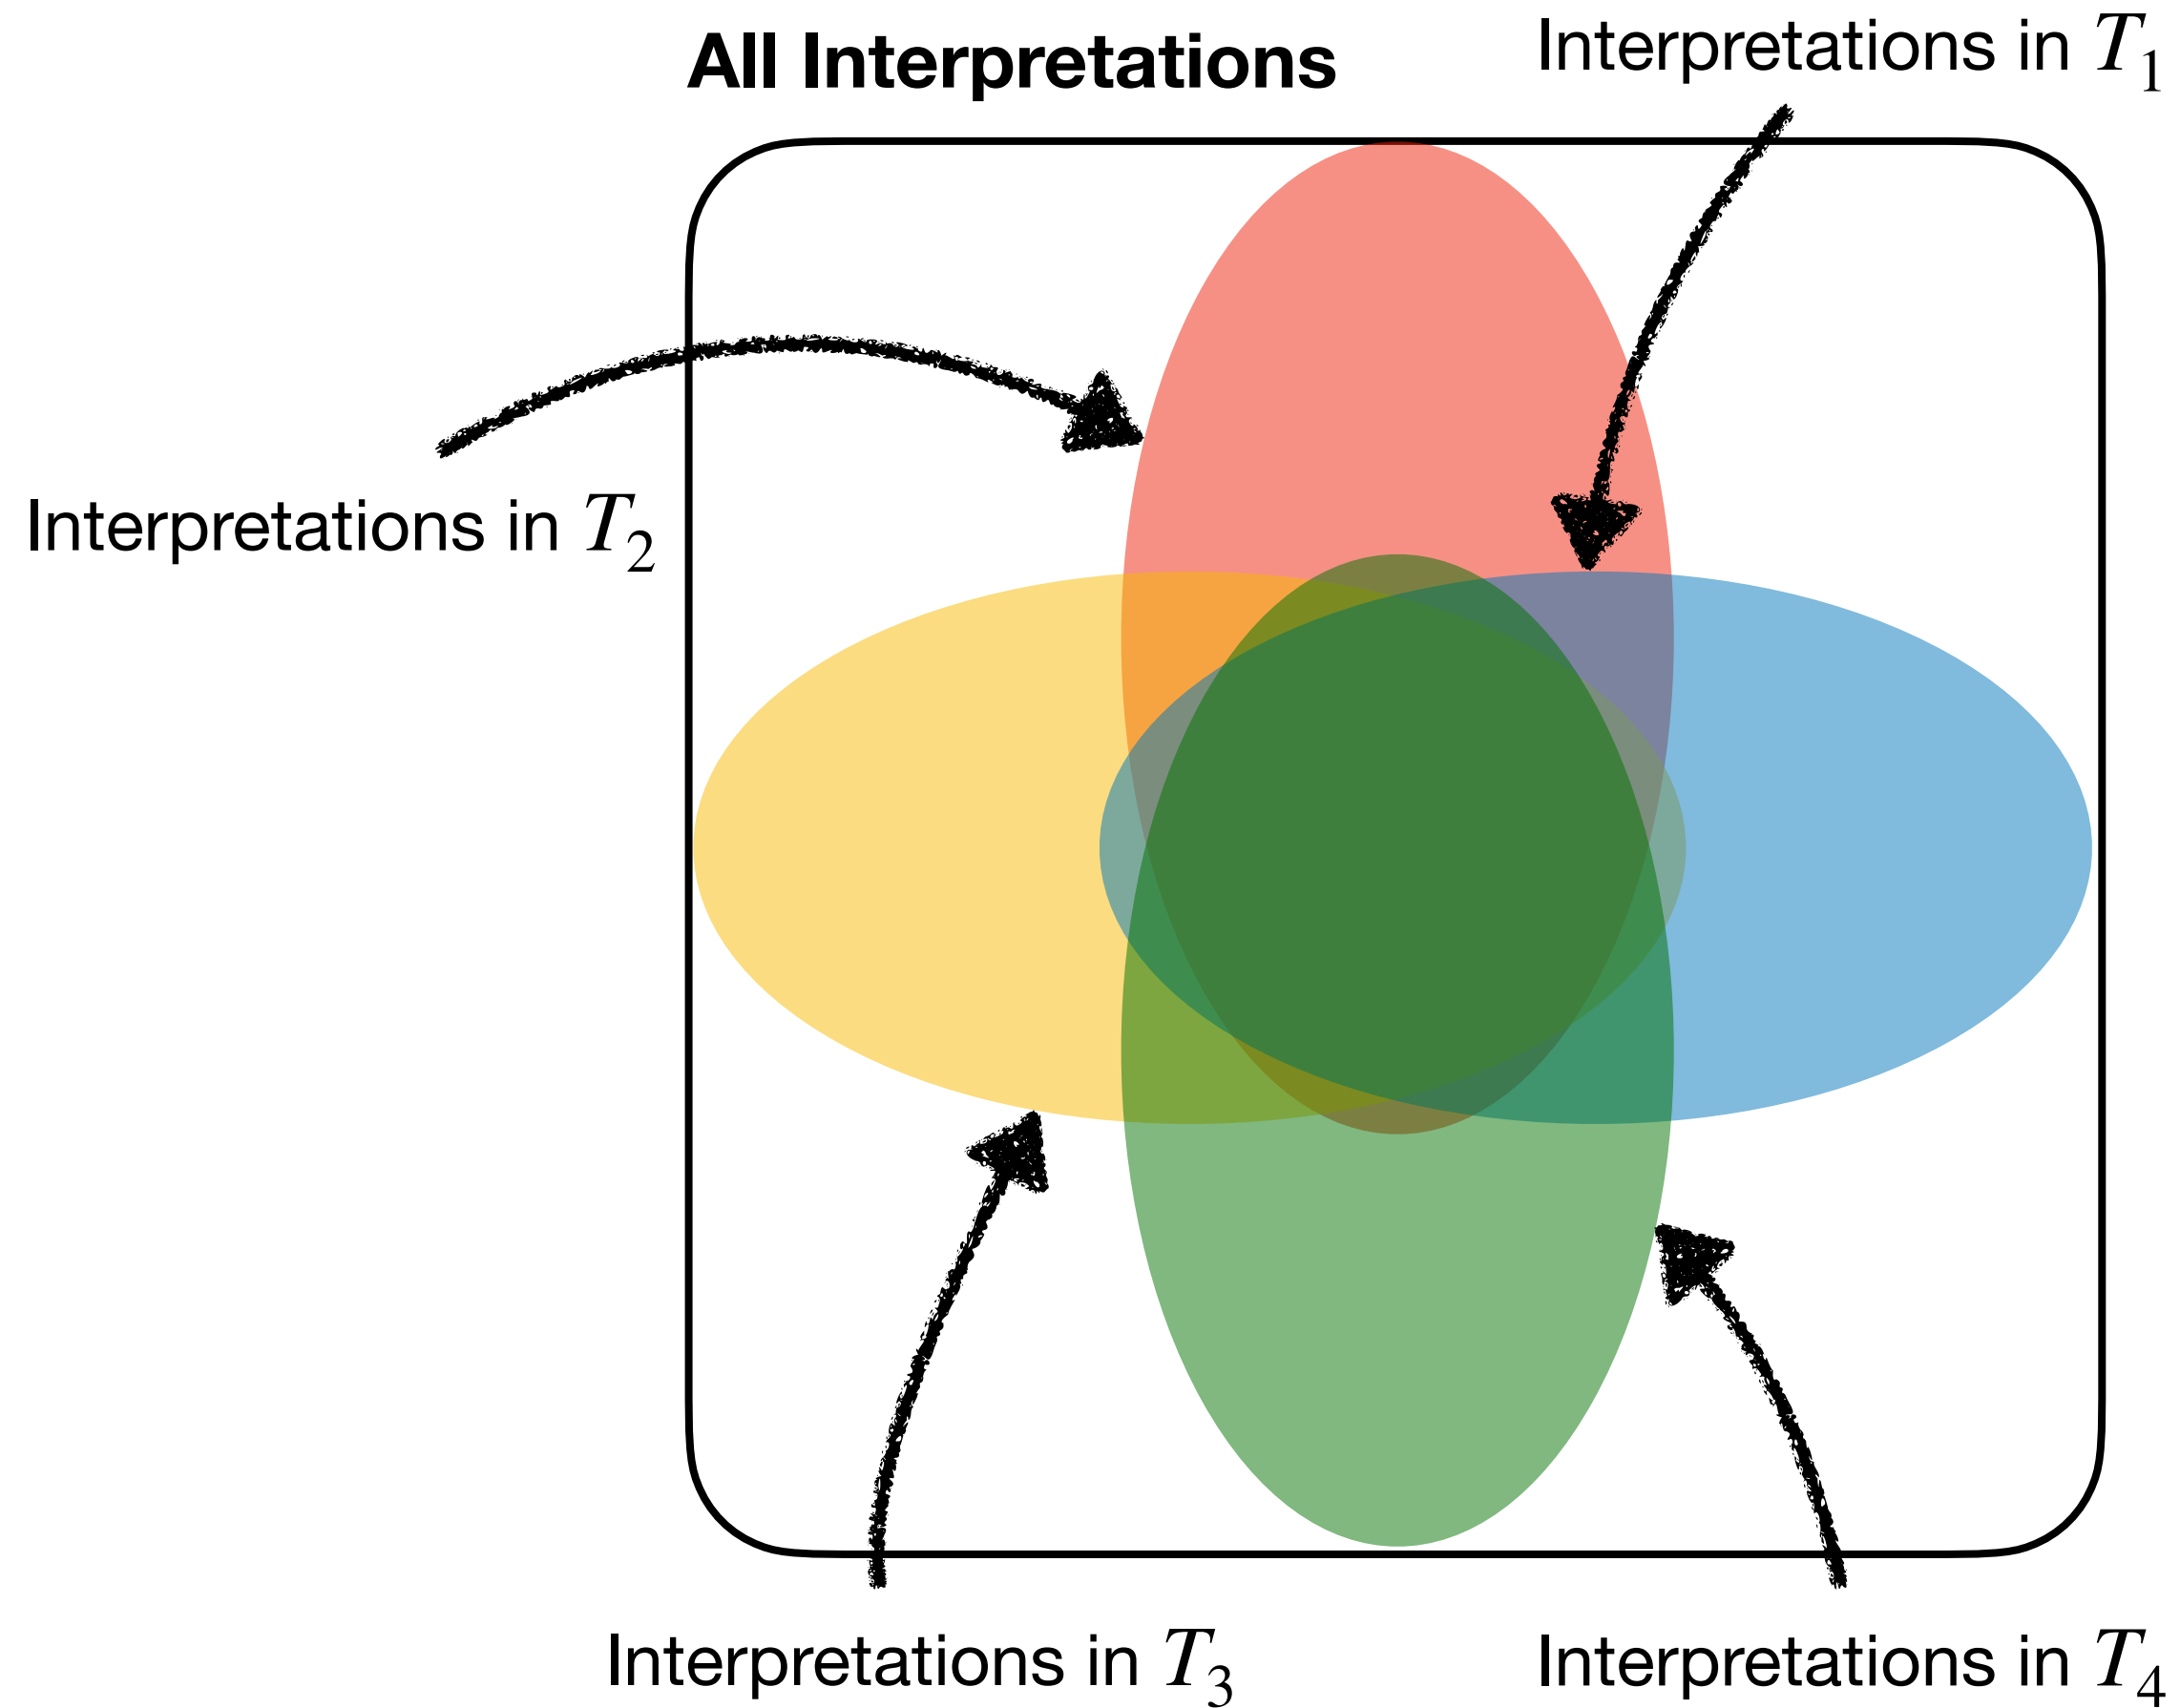 All Interpretations
Interpretations in T₁
Interpretations in T₂
Interpretations in T₃
Interpretations in T₄